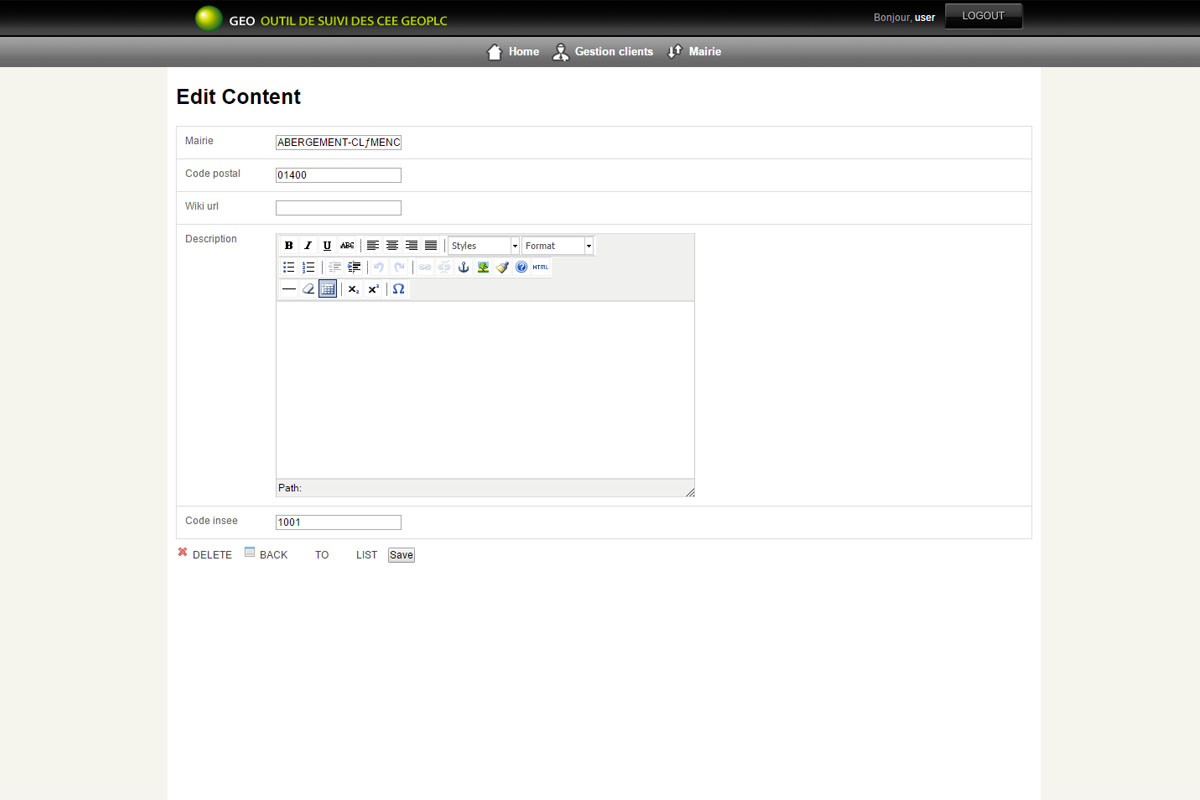 GEO OUTIL DE SUIVI DES CEE GEOPLC
Bonjour, user
LOGOUT
Home
Gestion clients
Mairie
Edit Content
Mairie
ABERGEMENT-CLƒMENC
Code postal
01400
Wiki url
Description
B I U ABC
Styles
Format
HTML
Path:
Code insee
1001
DELETE
BACK TO LIST
Save